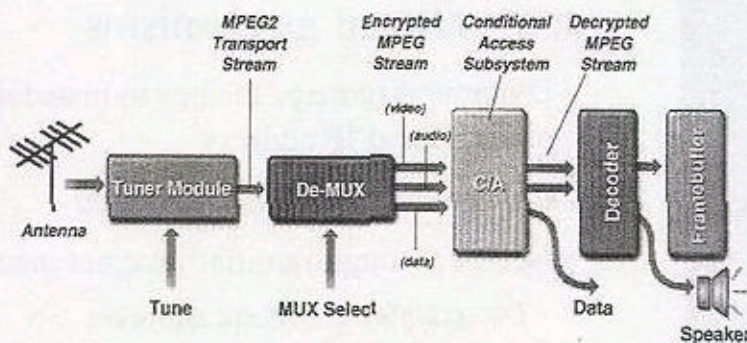 MPEG2
Transport
Stream
Encrypted
MPEG
Stream
Conditional
Access
Subsystem
Decrypted
MPEG
Stream
(video)
(audio)
(data)
Antenna
Tuner Module
De-MUX
C/A
Decoder
Framebuffer
Tune
MUX Select
Data
Speaker